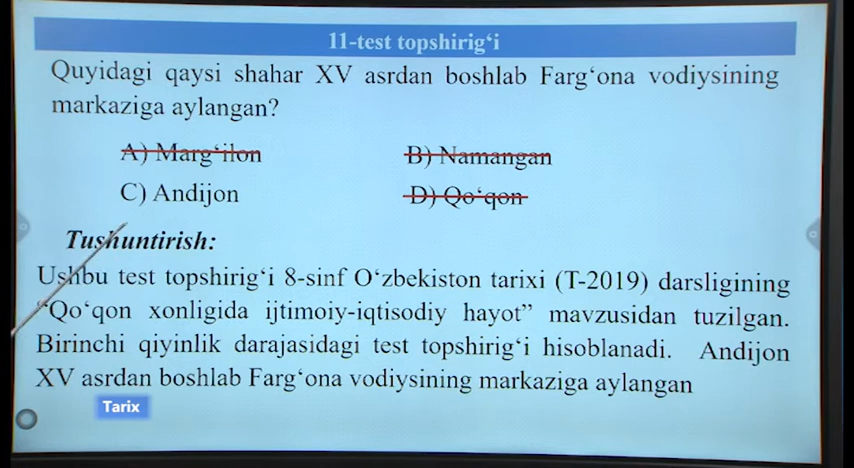 11-test topshirig‘i
Quyidagi qaysi shahar XV asrdan boshlab Farg‘ona vodiysining
markaziga aylangan?
A) Marg‘ilon B) Namangan
C) Andijon D) Qo‘qon
Tushuntirish:
Ushbu test topshirig‘i 8-sinf O‘zbekiston tarixi (T-2019) darsligining
“Qo‘qon xonligida ijtimoiy-iqtisodiy hayot” mavzusidan tuzilgan.
Birinchi qiyinlik darajasidagi test topshirig‘i hisoblanadi. Andijon
XV asrdan boshlab Farg‘ona vodiysining markaziga aylangan
Tarix